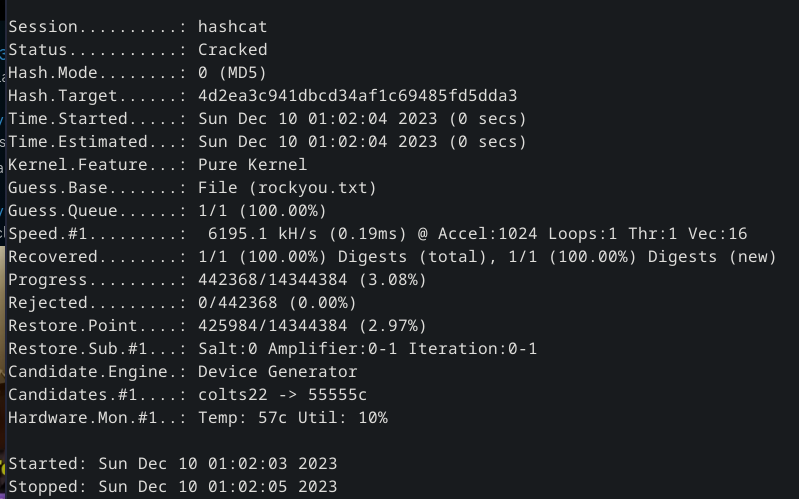 Session..........: hashcat
Status...........: Cracked
Hash.Mode........: 0 (MD5)
Hash.Target......: 4d2ea3c941dbcd34af1c69485fd5dda3
Time.Started.....: Sun Dec 10 01:02:04 2023 (0 secs)
Time.Estimated...: Sun Dec 10 01:02:04 2023 (0 secs)
Kernel.Feature...: Pure Kernel
Guess.Base.......: File (rockyou.txt)
Guess.Queue......: 1/1 (100.00%)
Speed.#1.........:  6195.1 kH/s (0.19ms) @ Accel:1024 Loops:1 Thr:1 Vec:16
Recovered........: 1/1 (100.00%) Digests (total), 1/1 (100.00%) Digests (new)
Progress.........: 442368/14344384 (3.08%)
Rejected.........: 0/442368 (0.00%)
Restore.Point....: 425984/14344384 (2.97%)
Restore.Sub.#1...: Salt:0 Amplifier:0-1 Iteration:0-1
Candidate.Engine.: Device Generator
Candidates.#1....: colts22 -> 55555c
Hardware.Mon.#1..: Temp: 57c Util: 10%
Started: Sun Dec 10 01:02:03 2023
Stopped: Sun Dec 10 01:02:05 2023